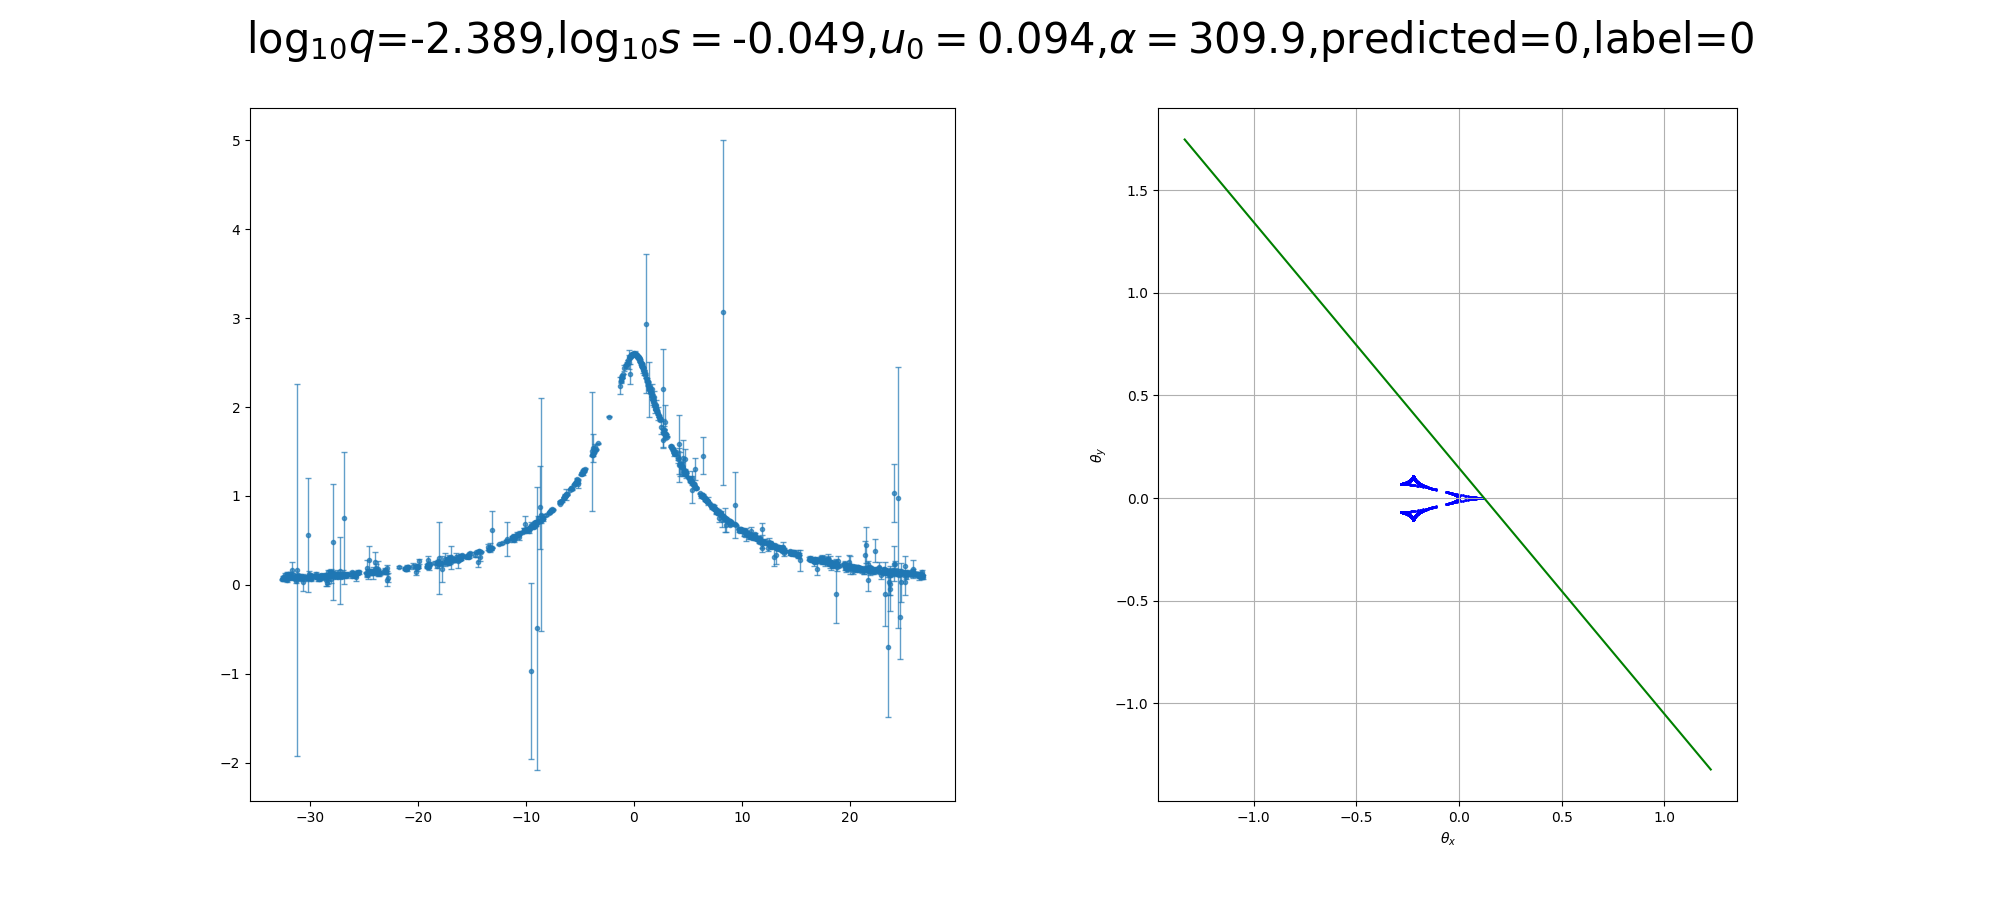 log₁₀q=-2.389,log₁₀s = -0.049,u₀ = 0.094,α = 309.9,predicted=0,label=0
5
4
3
2
1
0
−1
−2
−30 −20 −10 0 10 20
1.5
1.0
0.5
0.0
−0.5
−1.0
θy
−1.0 −0.5 0.0 0.5 1.0
θx